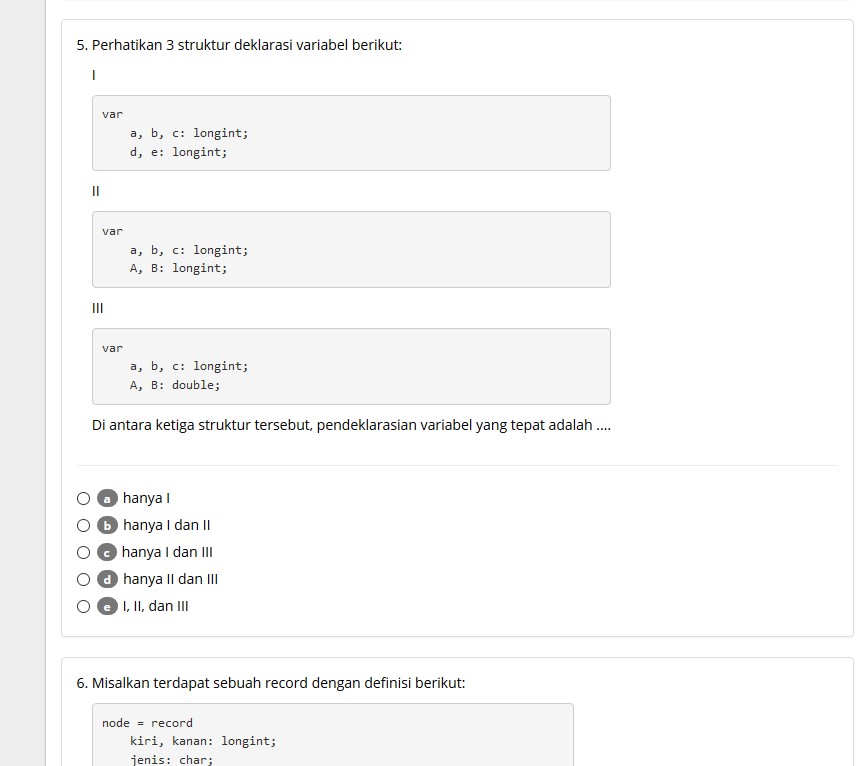 5. Perhatikan 3 struktur deklarasi variabel berikut:
I
var
a, b, c: longint;
d, e: longint;
II
var
a, b, c: longint;
A, B: longint;
III
var
a, b, c: longint;
A, B: double;
Di antara ketiga struktur tersebut, pendeklarasian variabel yang tepat adalah ....
a hanya I
b hanya I dan II
c hanya I dan III
d hanya II dan III
e I, II, dan III
6. Misalkan terdapat sebuah record dengan definisi berikut:
node = record
kiri, kanan: longint;
jenis: char;